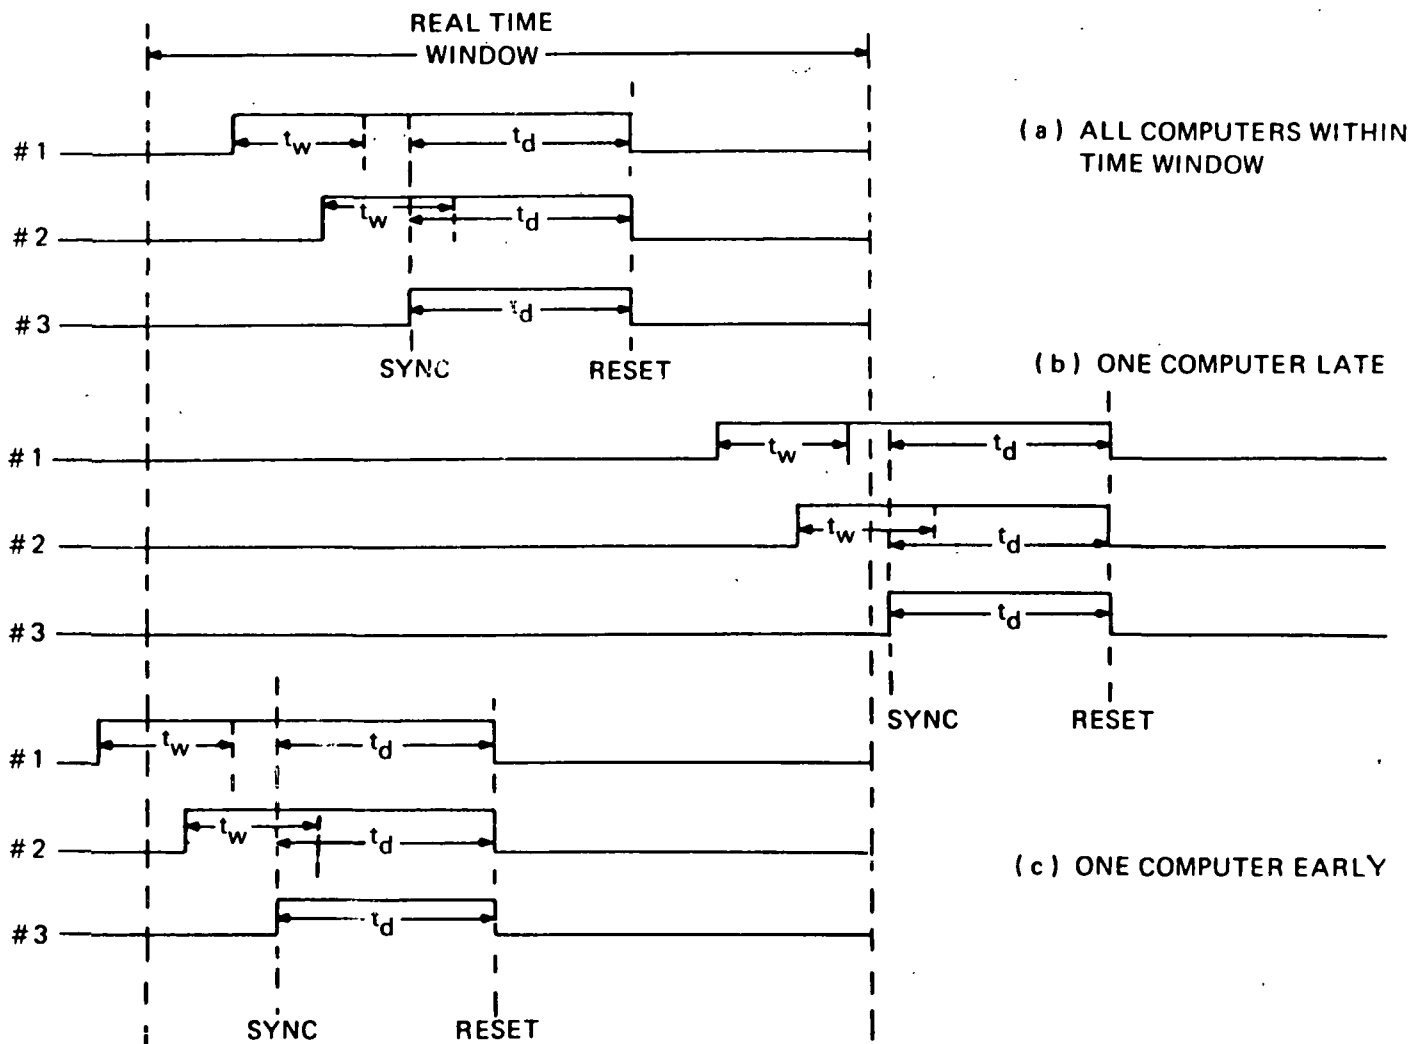 REAL TIME
WINDOW
#1
t_w
t_d
(a) ALL COMPUTERS WITHIN
TIME WINDOW
#2
t_w
t_d
#3
t_d
SYNC
RESET
(b) ONE COMPUTER LATE
#1
t_w
t_d
#2
t_w
t_d
#3
t_d
SYNC
RESET
#1
t_w
t_d
#2
t_w
t_d
(c) ONE COMPUTER EARLY
#3
t_d
SYNC
RESET